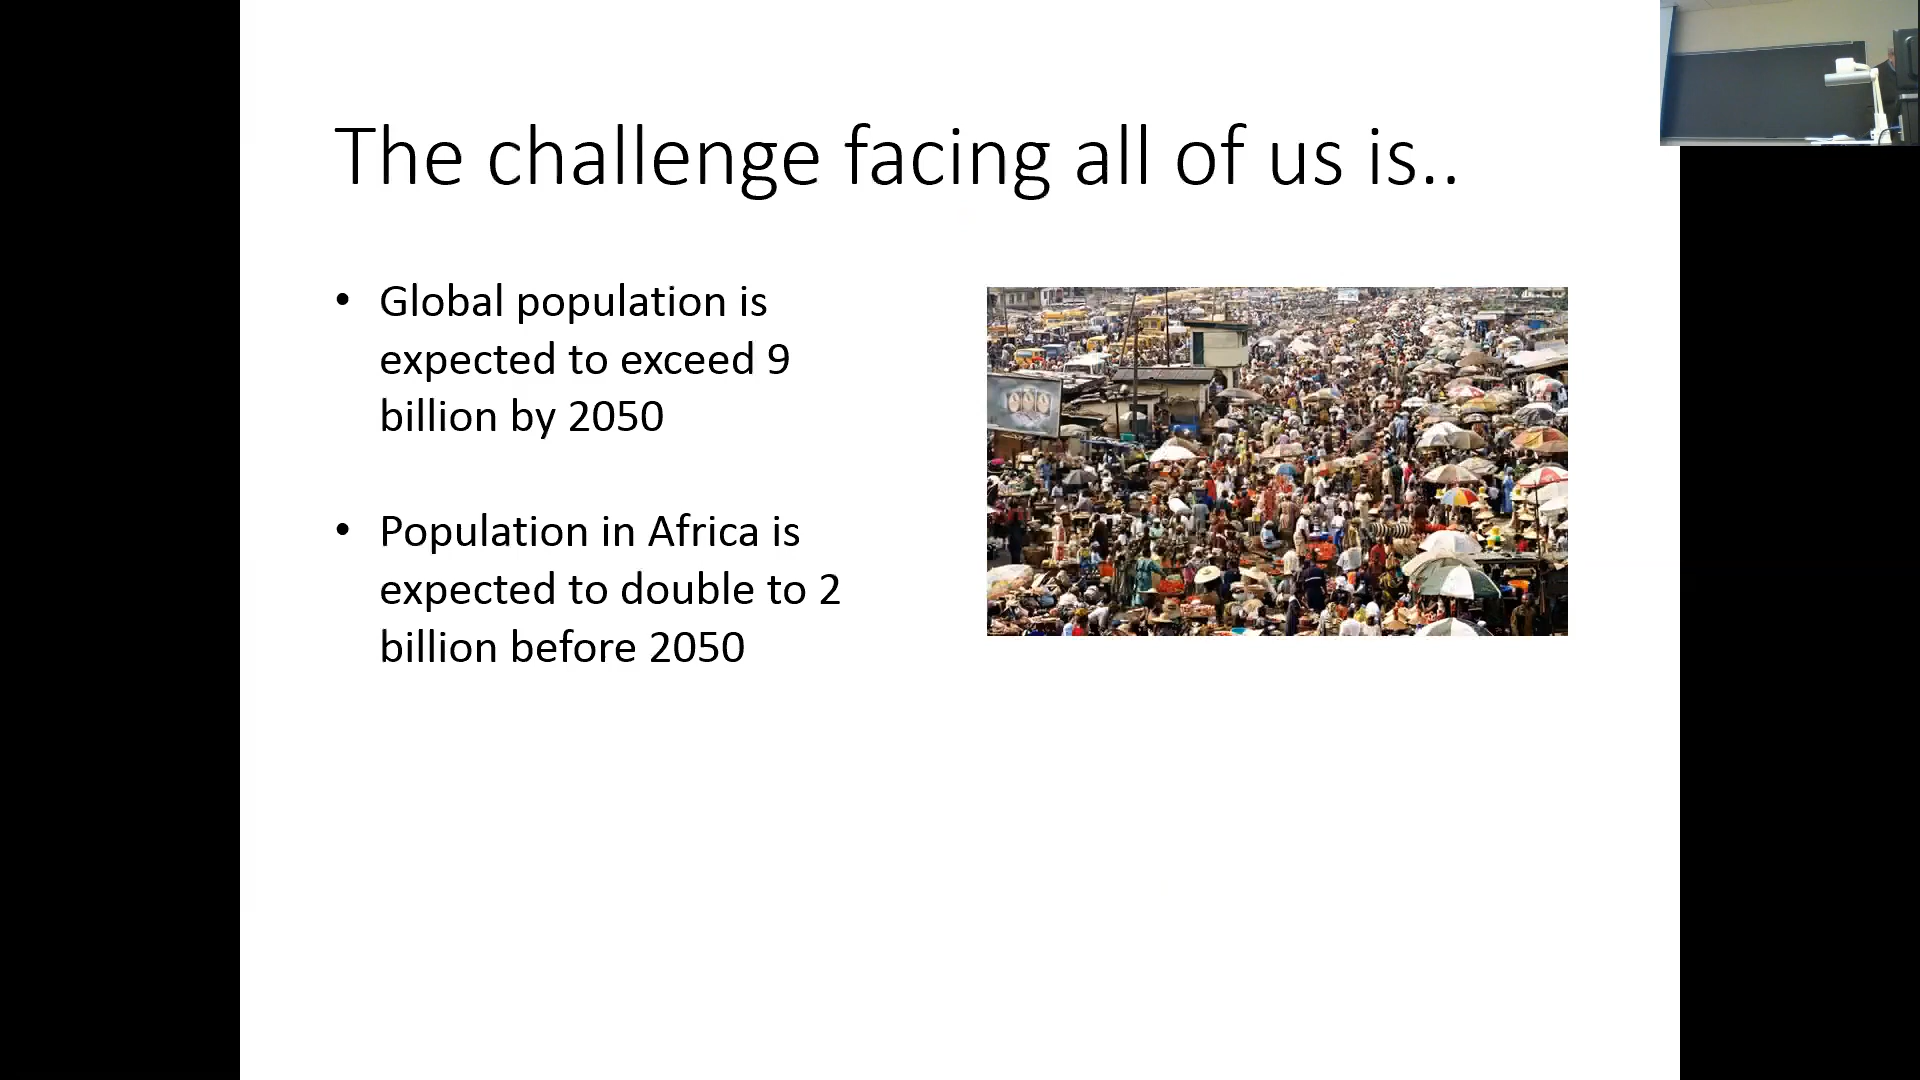 The challenge facing all of us is..
• Global population is
expected to exceed 9
billion by 2050
• Population in Africa is
expected to double to 2
billion before 2050